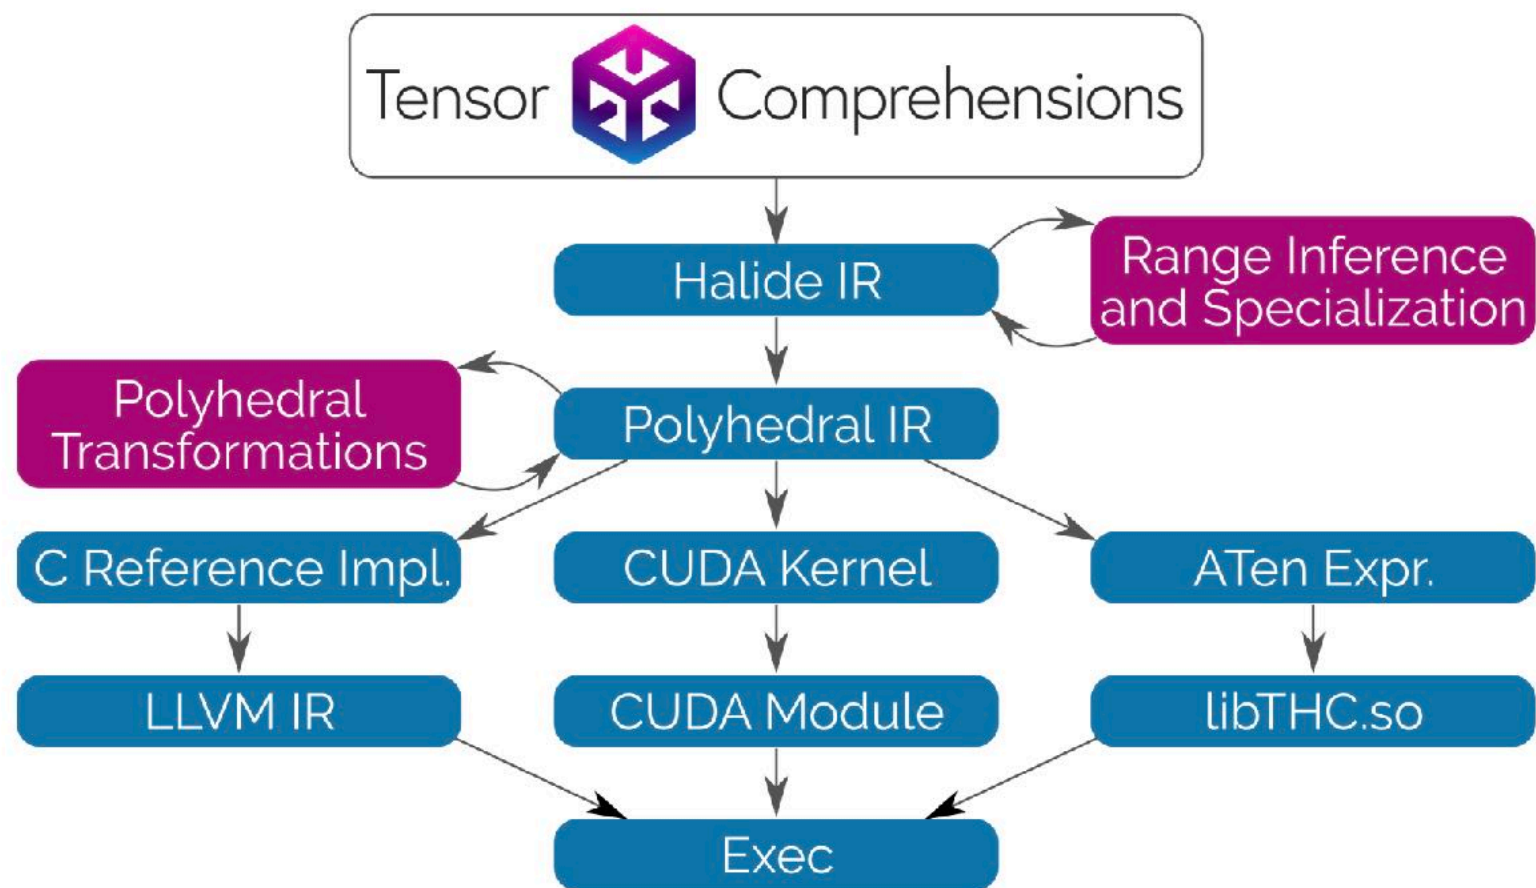 Tensor Comprehensions
Halide IR
Range Inference
and Specialization
Polyhedral
Transformations
Polyhedral IR
C Reference Impl.
CUDA Kernel
ATen Expr.
LLVM IR
CUDA Module
libTHC.so
Exec